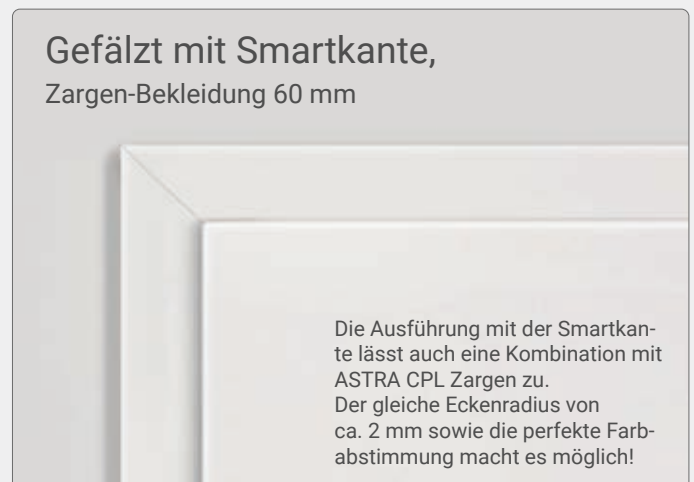 Gefälzt mit Smartkante,
Zargen-Bekleidung 60 mm
Die Ausführung mit der Smartkan-
te lässt auch eine Kombination mit
ASTRA CPL Zargen zu.
Der gleiche Eckenradius von
ca. 2 mm sowie die perfekte Farb-
abstimmung macht es möglich!